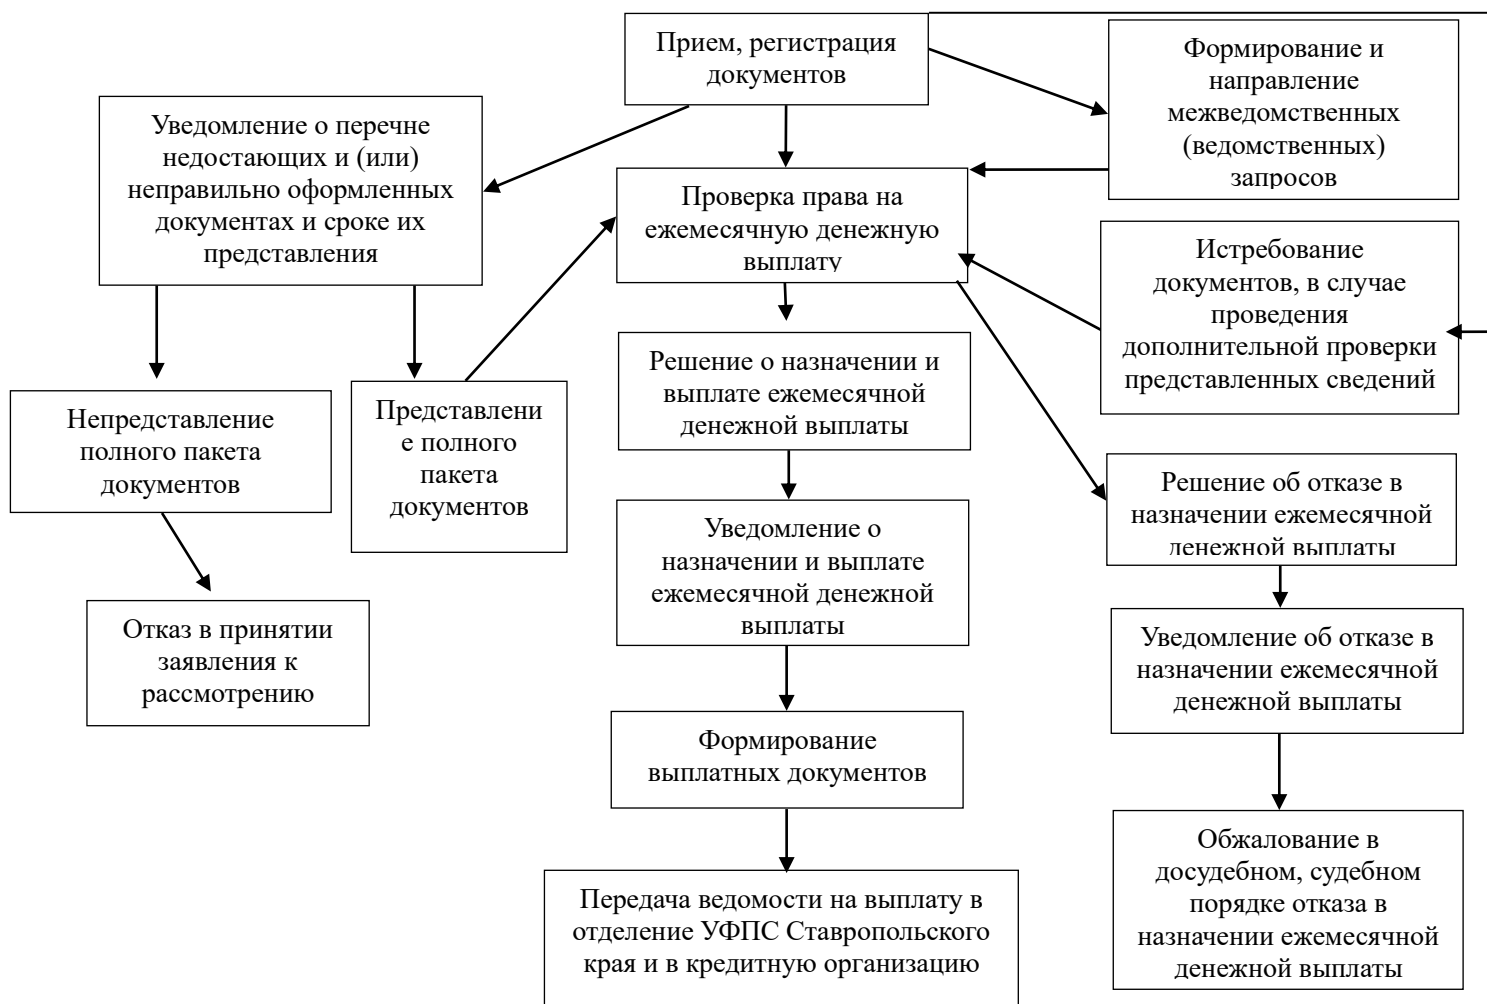 Прием, регистрация
документов
Формирование и
направление
межведомственных
(ведомственных)
запросов
Уведомление о перечне
недостающих и (или)
неправильно оформленных
документах и сроке их
представления
Проверка права на
ежемесячную денежную
выплату
Истребование
документов, в случае
проведения
дополнительной проверки
представленных сведений
Решение о назначении и
выплате ежемесячной
денежной выплаты
Непредставление
полного пакета
документов
Представлени
е полного
пакета
документов
Решение об отказе в
назначении ежемесячной
денежной выплаты
Уведомление о
назначении и выплате
ежемесячной денежной
выплаты
Отказ в принятии
заявления к
рассмотрению
Уведомление об отказе в
назначении ежемесячной
денежной выплаты
Формирование
выплатных документов
Обжалование в
досудебном, судебном
порядке отказа в
назначении ежемесячной
денежной выплаты
Передача ведомости на выплату в
отделение УФПС Ставропольского
края и в кредитную организацию